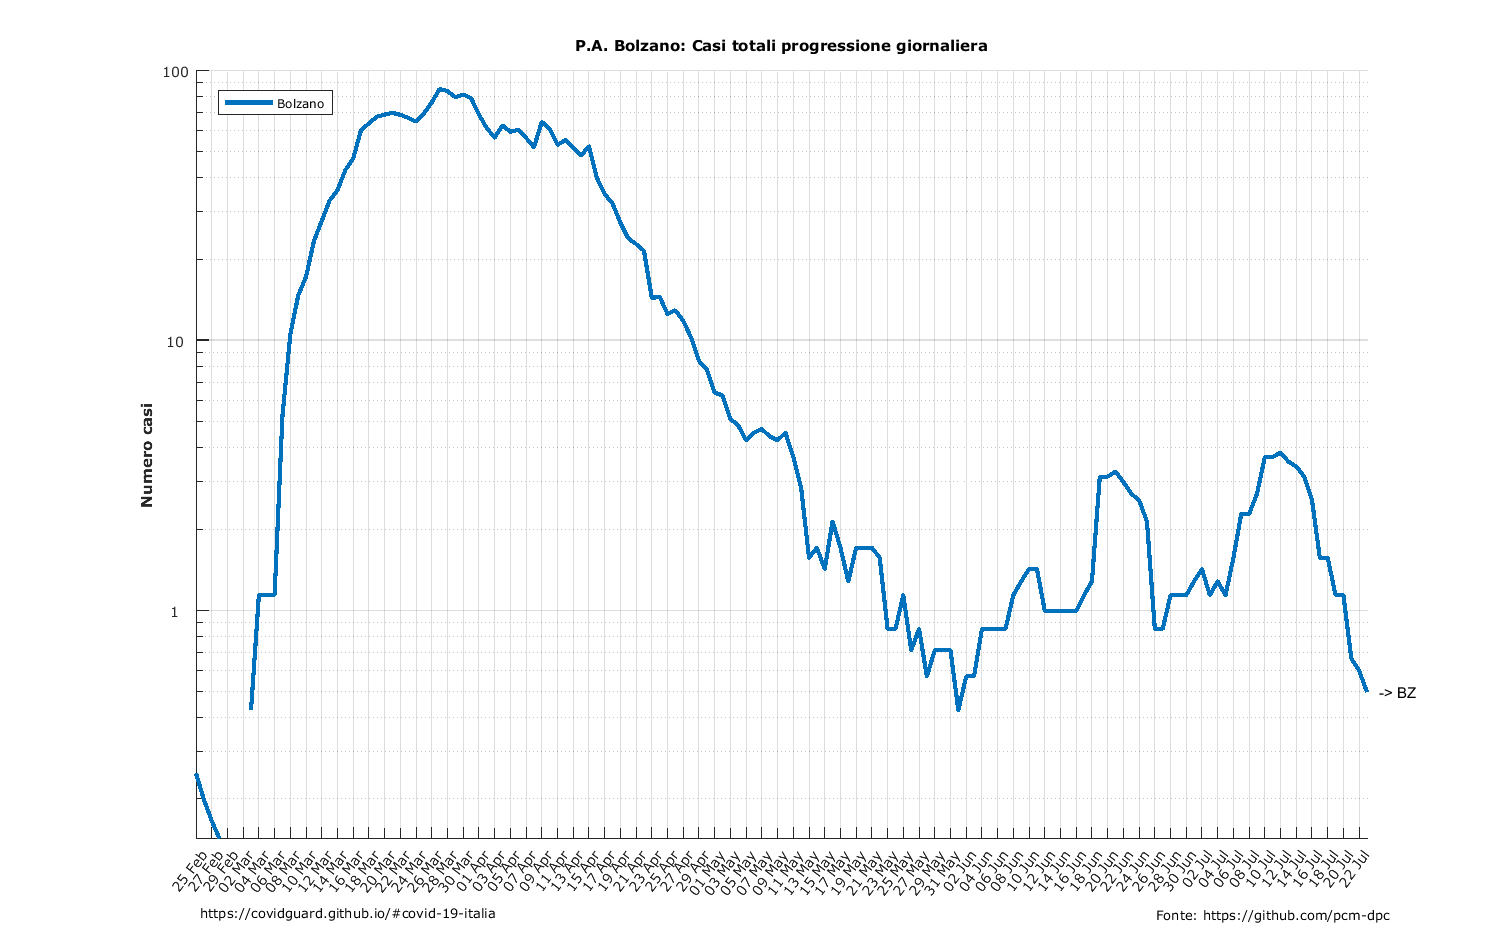 P.A. Bolzano: Casi totali progressione giornaliera
100
Bolzano
10
1
Numero casi
-> BZ
25 Feb
27 Feb
29 Feb
02 Mar
04 Mar
06 Mar
08 Mar
10 Mar
12 Mar
14 Mar
16 Mar
18 Mar
20 Mar
22 Mar
24 Mar
26 Mar
28 Mar
30 Mar
01 Apr
03 Apr
05 Apr
07 Apr
09 Apr
11 Apr
13 Apr
15 Apr
17 Apr
19 Apr
21 Apr
23 Apr
25 Apr
27 Apr
29 Apr
01 May
03 May
05 May
07 May
09 May
11 May
13 May
15 May
17 May
19 May
21 May
23 May
25 May
27 May
29 May
31 May
02 Jun
04 Jun
06 Jun
08 Jun
10 Jun
12 Jun
14 Jun
16 Jun
18 Jun
20 Jun
22 Jun
24 Jun
26 Jun
28 Jun
30 Jun
02 Jul
04 Jul
06 Jul
08 Jul
10 Jul
12 Jul
14 Jul
16 Jul
18 Jul
20 Jul
22 Jul
https://covidguard.github.io/#covid-19-italia
Fonte: https://github.com/pcm-dpc